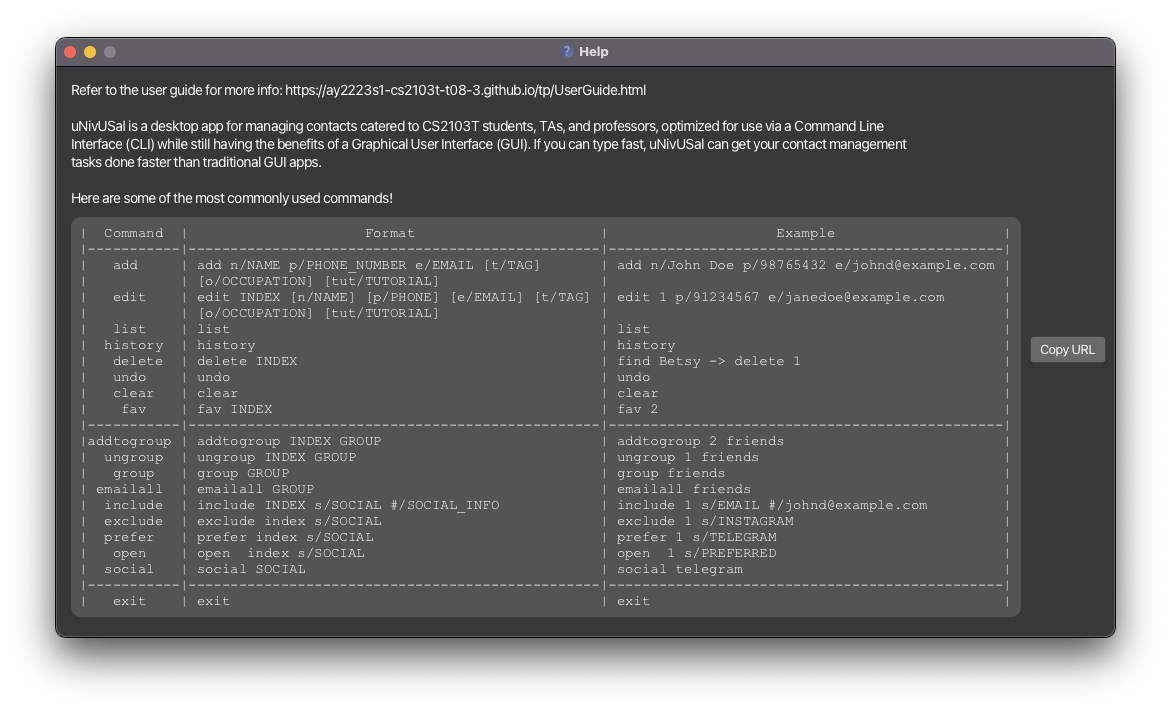 Help
Refer to the user guide for more info: https://ay2223s1-cs2103t-t08-3.github.io/tp/UserGuide.html
uNivUSal is a desktop app for managing contacts catered to CS2103T students, TAs, and professors, optimized for use via a Command Line
Interface (CLI) while still having the benefits of a Graphical User Interface (GUI). If you can type fast, uNivUSal can get your contact management
tasks done faster than traditional GUI apps.
Here are some of the most commonly used commands!
|  Command  |                     Format                      |                    Example                    |
|-----------|-------------------------------------------------|-----------------------------------------------|
|   add     | add n/NAME p/PHONE_NUMBER e/EMAIL [t/TAG]       | add n/John Doe p/98765432 e/johnd@example.com |
|           | [o/OCCUPATION] [tut/TUTORIAL]                   |                                               |
|   edit    | edit INDEX [n/NAME] [p/PHONE] [e/EMAIL] [t/TAG] | edit 1 p/91234567 e/janedoe@example.com       |
|           | [o/OCCUPATION] [tut/TUTORIAL]                   |                                               |
|   list    | list                                            | list                                          |
|  history  | history                                         | history                                       |
|   delete  | delete INDEX                                    | find Betsy -> delete 1                        |
|   undo    | undo                                            | undo                                          |
|   clear   | clear                                           | clear                                         |
|    fav    | fav INDEX                                       | fav 2                                         |
|-----------|-------------------------------------------------|-----------------------------------------------|
|addtogroup | addtogroup INDEX GROUP                          | addtogroup 2 friends                          |
|  ungroup  | ungroup INDEX GROUP                             | ungroup 1 friends                             |
|   group   | group GROUP                                     | group friends                                 |
| emailall  | emailall GROUP                                  | emailall friends                              |
|  include  | include INDEX s/SOCIAL #/SOCIAL_INFO            | include 1 s/EMAIL #/johnd@example.com         |
|  exclude  | exclude index s/SOCIAL                          | exclude 1 s/INSTAGRAM                         |
|  prefer   | prefer index s/SOCIAL                           | prefer 1 s/TELEGRAM                           |
|   open    | open  index s/SOCIAL                            | open  1 s/PREFERRED                           |
|  social   | social SOCIAL                                   | social telegram                               |
|-----------|-------------------------------------------------|-----------------------------------------------|
|   exit    | exit                                            | exit                                          |
Copy URL